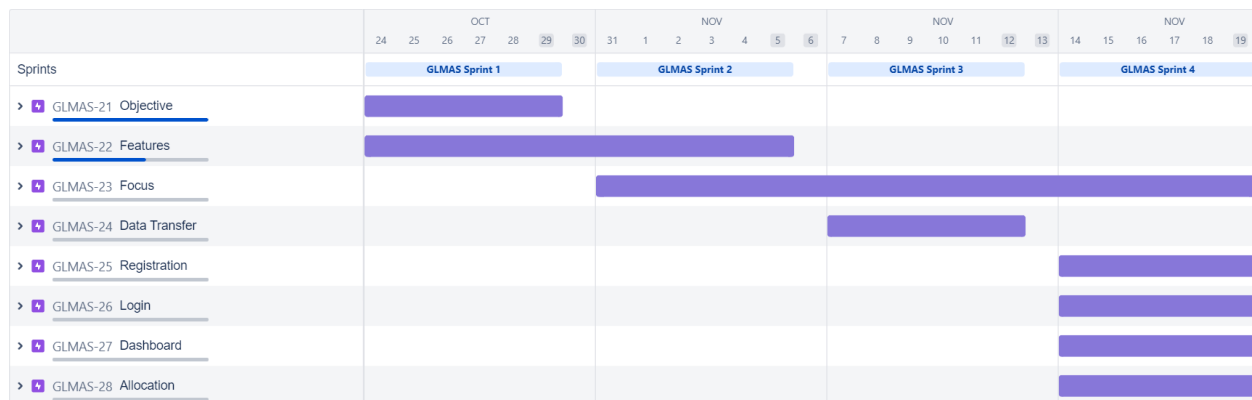 OCT NOV NOV NOV
24 25 26 27 28 29 30 31 1 2 3 4 5 6 7 8 9 10 11 12 13 14 15 16 17 18 19
Sprints GLMAS Sprint 1 GLMAS Sprint 2 GLMAS Sprint 3 GLMAS Sprint 4
GLMAS-21 Objective
GLMAS-22 Features
GLMAS-23 Focus
GLMAS-24 Data Transfer
GLMAS-25 Registration
GLMAS-26 Login
GLMAS-27 Dashboard
GLMAS-28 Allocation